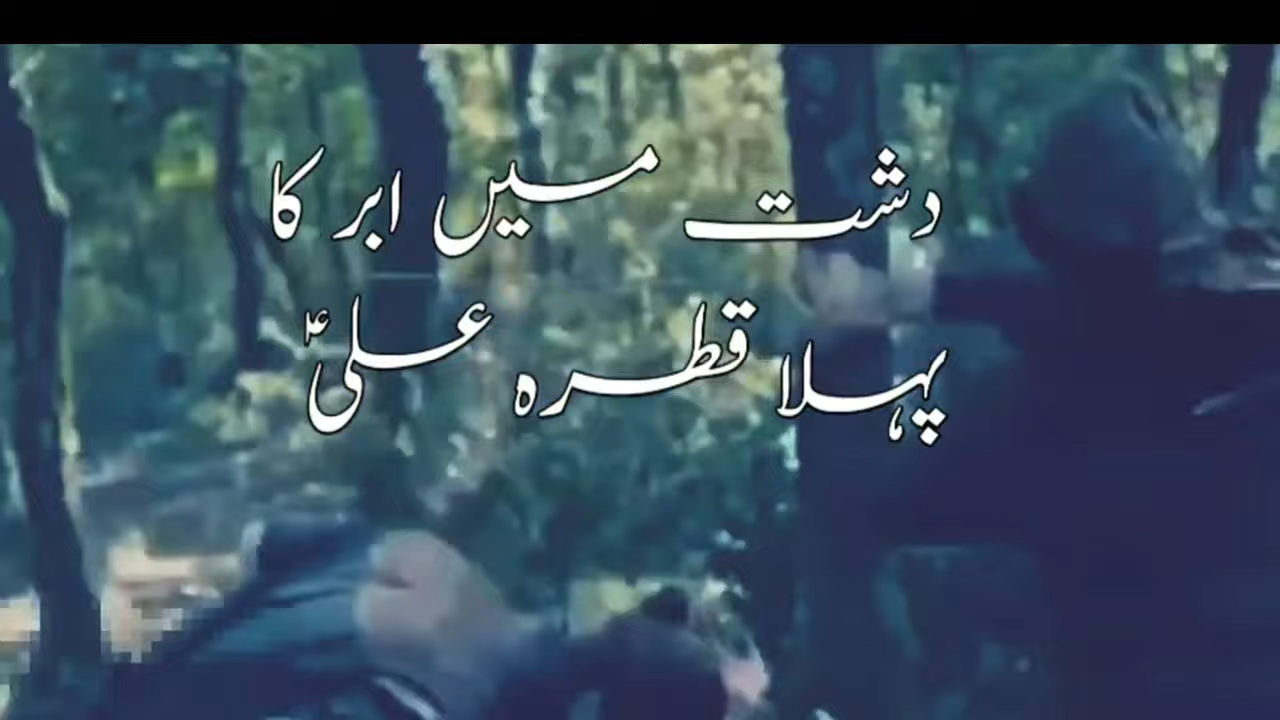 دشت میں ابر کا
پہلا قطرہ علیؑ